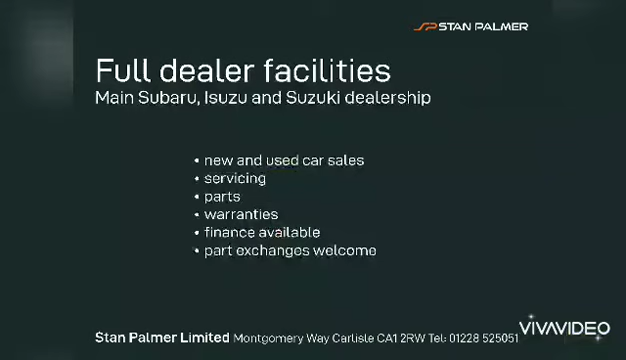 SP STAN PALMER
Full dealer facilities
Main Subaru, Isuzu and Suzuki dealership
• new and used car sales
• servicing
• parts
• warranties
• finance available
• part exchanges welcome
Stan Palmer Limited Montgomery Way Carlisle CA1 2RW Tel: 01228 525051
VIVAVIDEO